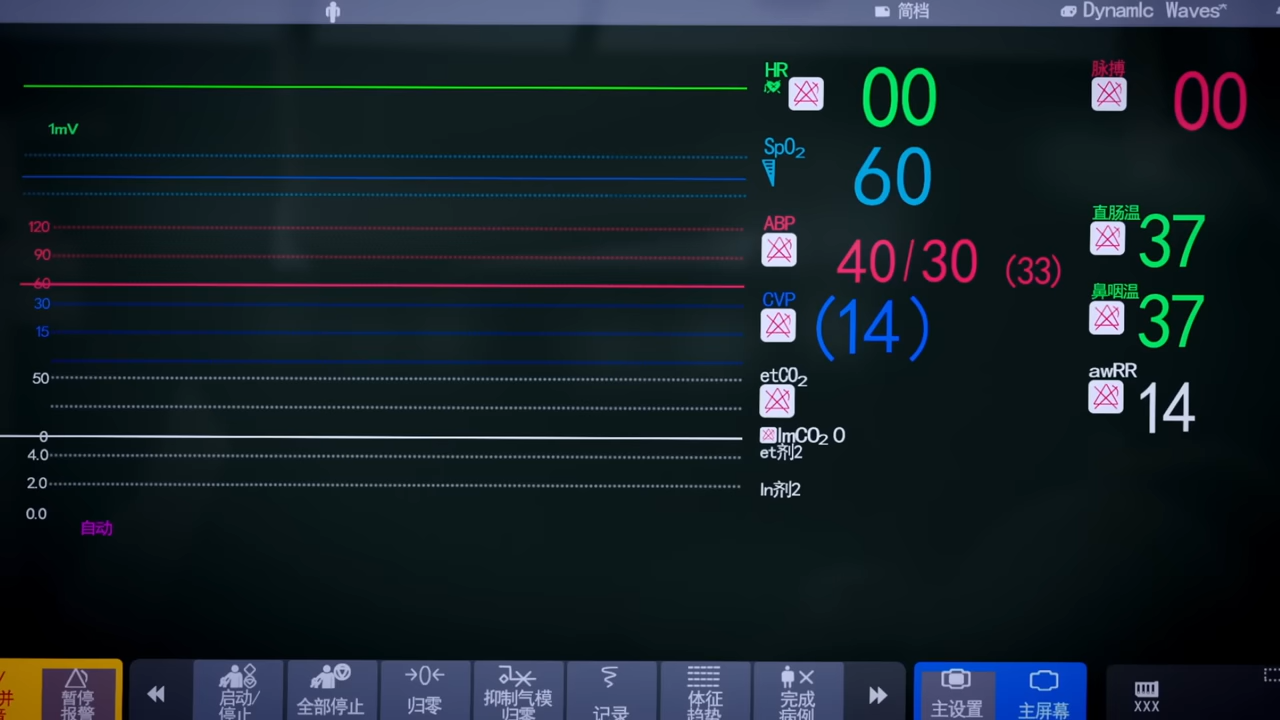 简档
DynamIc Waves
HR
00
脉搏
00
1mV
SpO₂
60
120
ABP
直肠温
37
90
40/30 (33)
60
CVP
鼻咽温
37
30
(14)
15
50
etCO₂
awRR
14
0
ImCO₂ 0
4.0
et剂2
2.0
In剂2
0.0
自动
暂停
报警
启动/
停止
全部停止
归零
抑制气模
归零
记录
体征
趋势
完成
病例
主设置
主屏幕
XXX